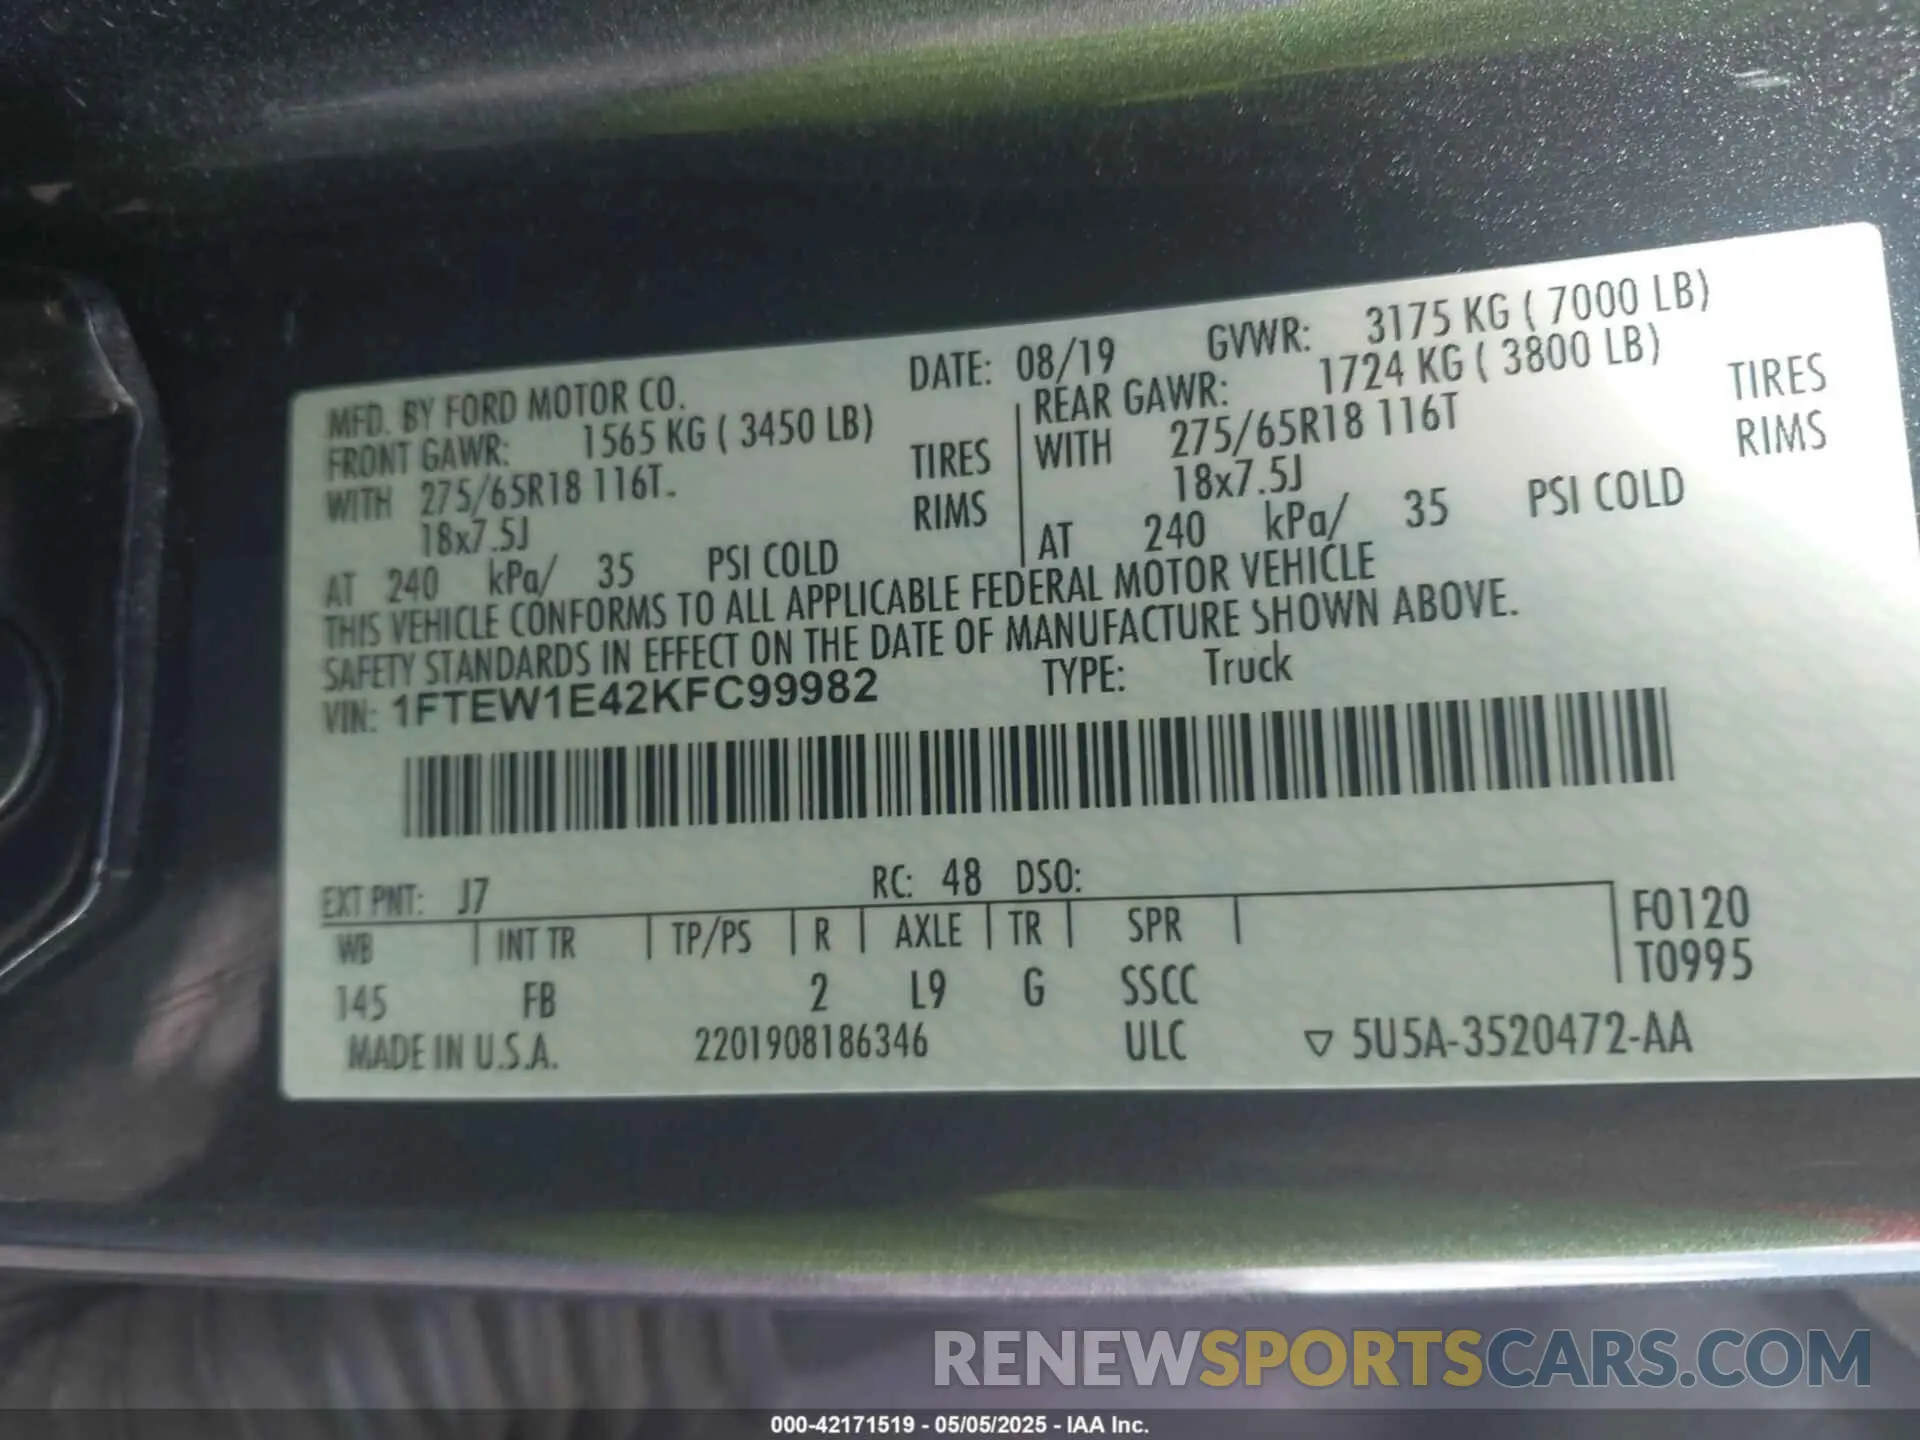 MFD. BY FORD MOTOR CO. DATE: 08/19 GVWR: 3175 KG ( 7000 LB)
FRONT GAWR: 1565 KG ( 3450 LB) REAR GAWR: 1724 KG ( 3800 LB)
WITH 275/65R18 116T. TIRES WITH 275/65R18 116T TIRES
18x7.5J RIMS 18x7.5J RIMS
AT 240 kPa/ 35 PSI COLD AT 240 kPa/ 35 PSI COLD
THIS VEHICLE CONFORMS TO ALL APPLICABLE FEDERAL MOTOR VEHICLE
SAFETY STANDARDS IN EFFECT ON THE DATE OF MANUFACTURE SHOWN ABOVE.
VIN: 1FTEW1E42KFC99982 TYPE: Truck
EXT PNT: J7 RC: 48 DSO:
WB INT TR TP/PS R AXLE TR SPR F0120
145 FB 2 L9 G SSCC T0995
MADE IN U.S.A. 2201908186346 ULC ▽ 5U5A-3520472-AA
RENEWSPORTSCARS.COM
000-42171519 - 05/05/2025 - IAA Inc.